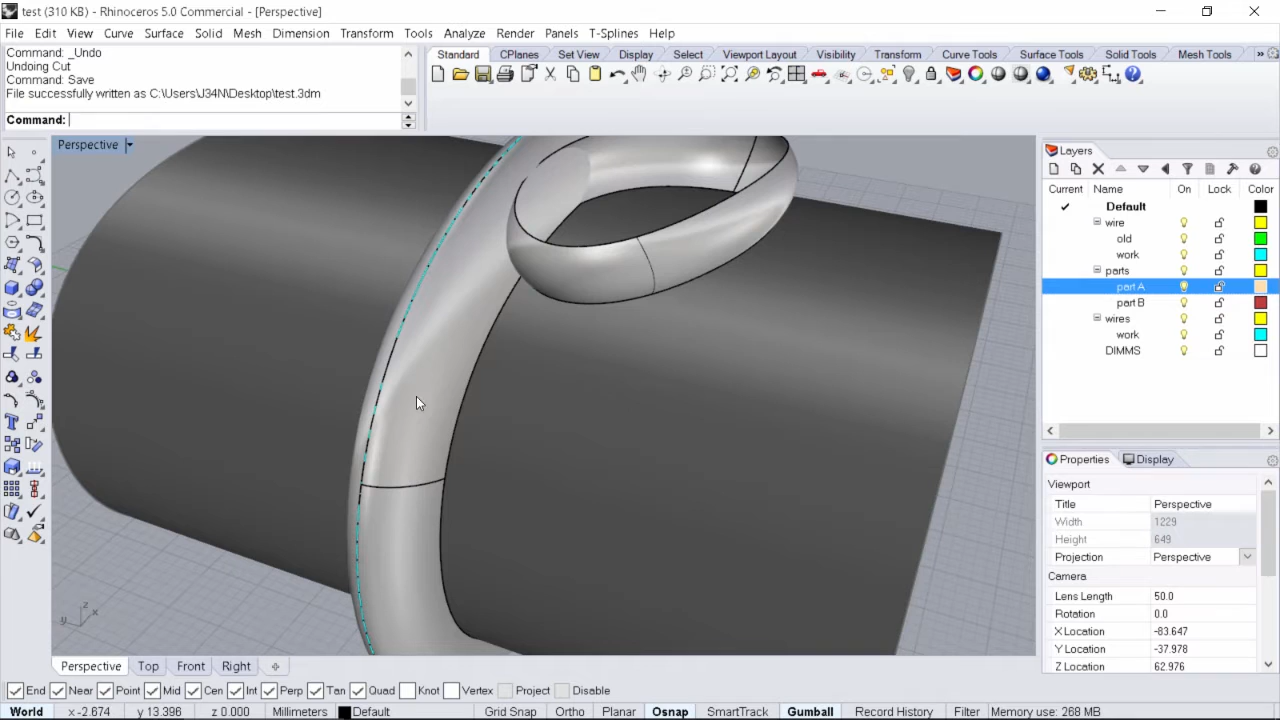 test (310 KB) - Rhinoceros 5.0 Commercial - [Perspective]
File Edit View Curve Surface Solid Mesh Dimension Transform Tools Analyze Render Panels T-Splines Help
Command: _Undo
Undoing Cut
Command: Save
File successfully written as C:\Users\J34N\Desktop\test.3dm
Command:
Standard CPlanes Set View Display Select Viewport Layout Visibility Transform Curve Tools Surface Tools Solid Tools Mesh Tools
Perspective
Layers
Current Name On Lock Color
Default
wire
old
work
parts
part A
part B
wires
work
DIMMS
Properties Display
Viewport
Title Perspective
Width 1229
Height 649
Projection Perspective
Camera
Lens Length 50.0
Rotation 0.0
X Location -83.647
Y Location -37.978
Z Location 62.976
z
y x
Perspective Top Front Right
End Near Point Mid Cen Int Perp Tan Quad Knot Vertex Project Disable
World x -2.674 y 13.396 z 0.000 Millimeters Default Grid Snap Ortho Planar Osnap SmartTrack Gumball Record History Filter Memory use: 268 MB